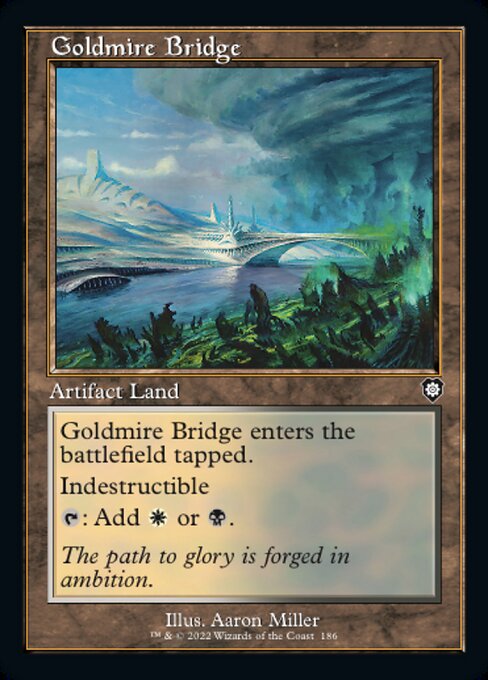 Goldmire Bridge
Artifact Land
Goldmire Bridge enters the
battlefield tapped.
Indestructible
: Add or .
The path to glory is forged in
ambition.
Illus. Aaron Miller
™ & © 2022 Wizards of the Coast 186